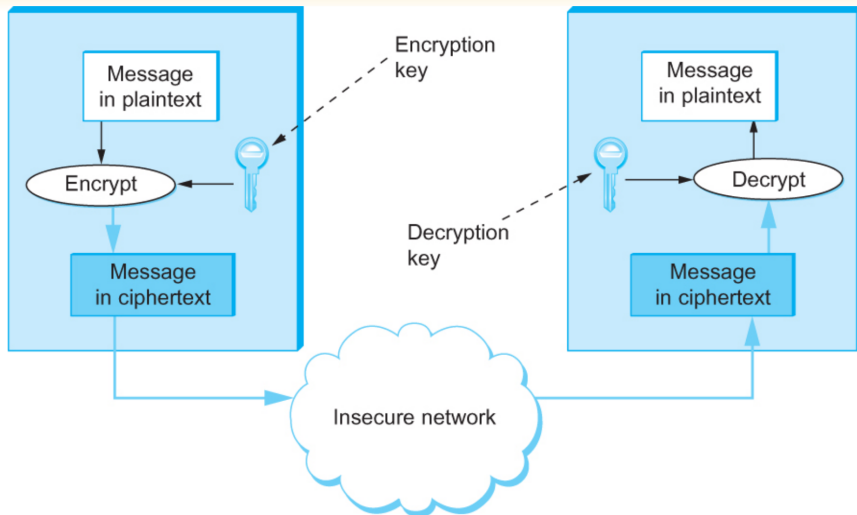 Message
in plaintext
Encrypt
Message
in ciphertext
Encryption
key
Decryption
key
Insecure network
Message
in plaintext
Decrypt
Message
in ciphertext